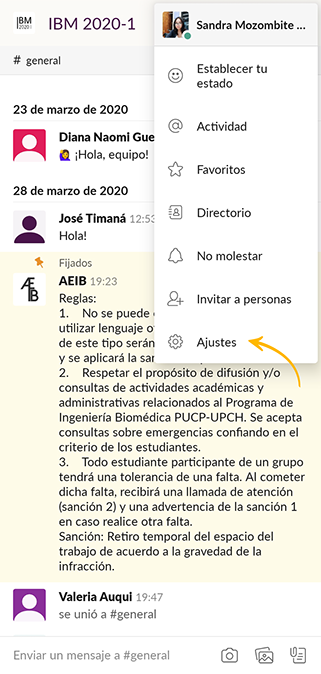 IBM
2020-1
IBM 2020-1
Sandra Mozombite ...
# general
Establecer tu
estado
Actividad
Favoritos
Directorio
No molestar
Invitar a personas
Ajustes
23 de marzo de 2020
Diana Naomi Gue
🙋‍♀️ ¡Hola, equipo!
28 de marzo de 2020
José Timaná 12:53
Hola!
Fijados
AEIB
AEIB 19:23
Reglas:
1. No se puede
utilizar lenguaje
de este tipo serán
y se aplicará la
2. Respetar el propósito de difusión y/o
consultas de actividades académicas y
administrativas relacionados al Programa de
Ingeniería Biomédica PUCP-UPCH. Se acepta
consultas sobre emergencias confiando en el
criterio de los estudiantes.
3. Todo estudiante participante de un grupo
tendrá una tolerancia de una falta. Al cometer
dicha falta, recibirá una llamada de atención
(sanción 2) y una advertencia de la sanción 1
en caso realice otra falta.
Sanción: Retiro temporal del espacio del
trabajo de acuerdo a la gravedad de la
infracción.
Valeria Auqui 19:47
se unió a #general
Enviar un mensaje a #general